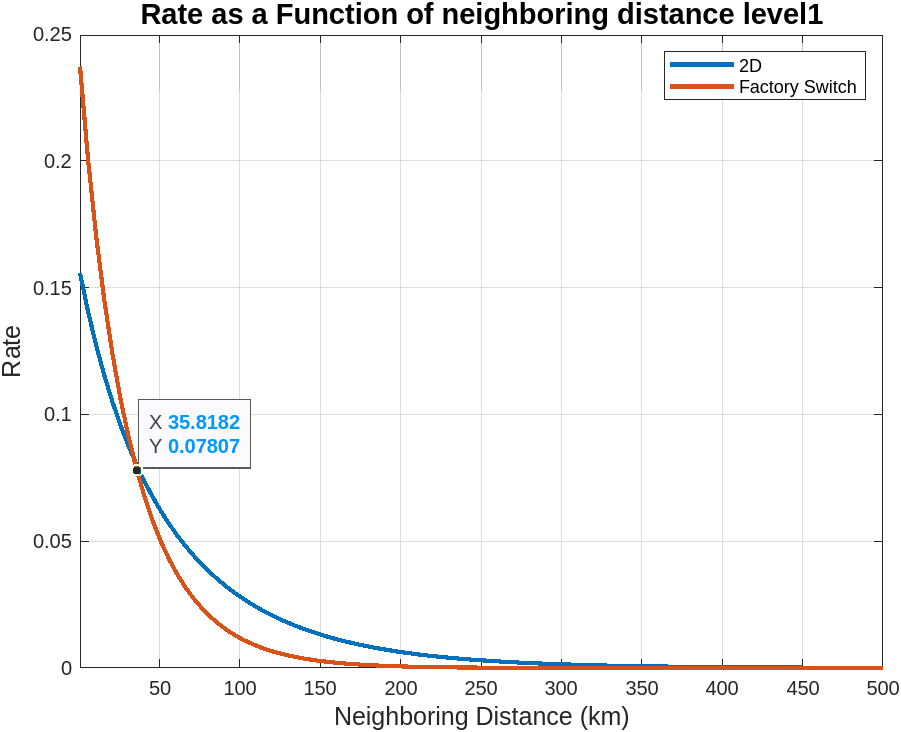 Rate as a Function of neighboring distance level1
0.25
0.2
0.15
0.1
0.05
0
Rate
2D
Factory Switch
X 35.8182
Y 0.07807
50 100 150 200 250 300 350 400 450 500
Neighboring Distance (km)